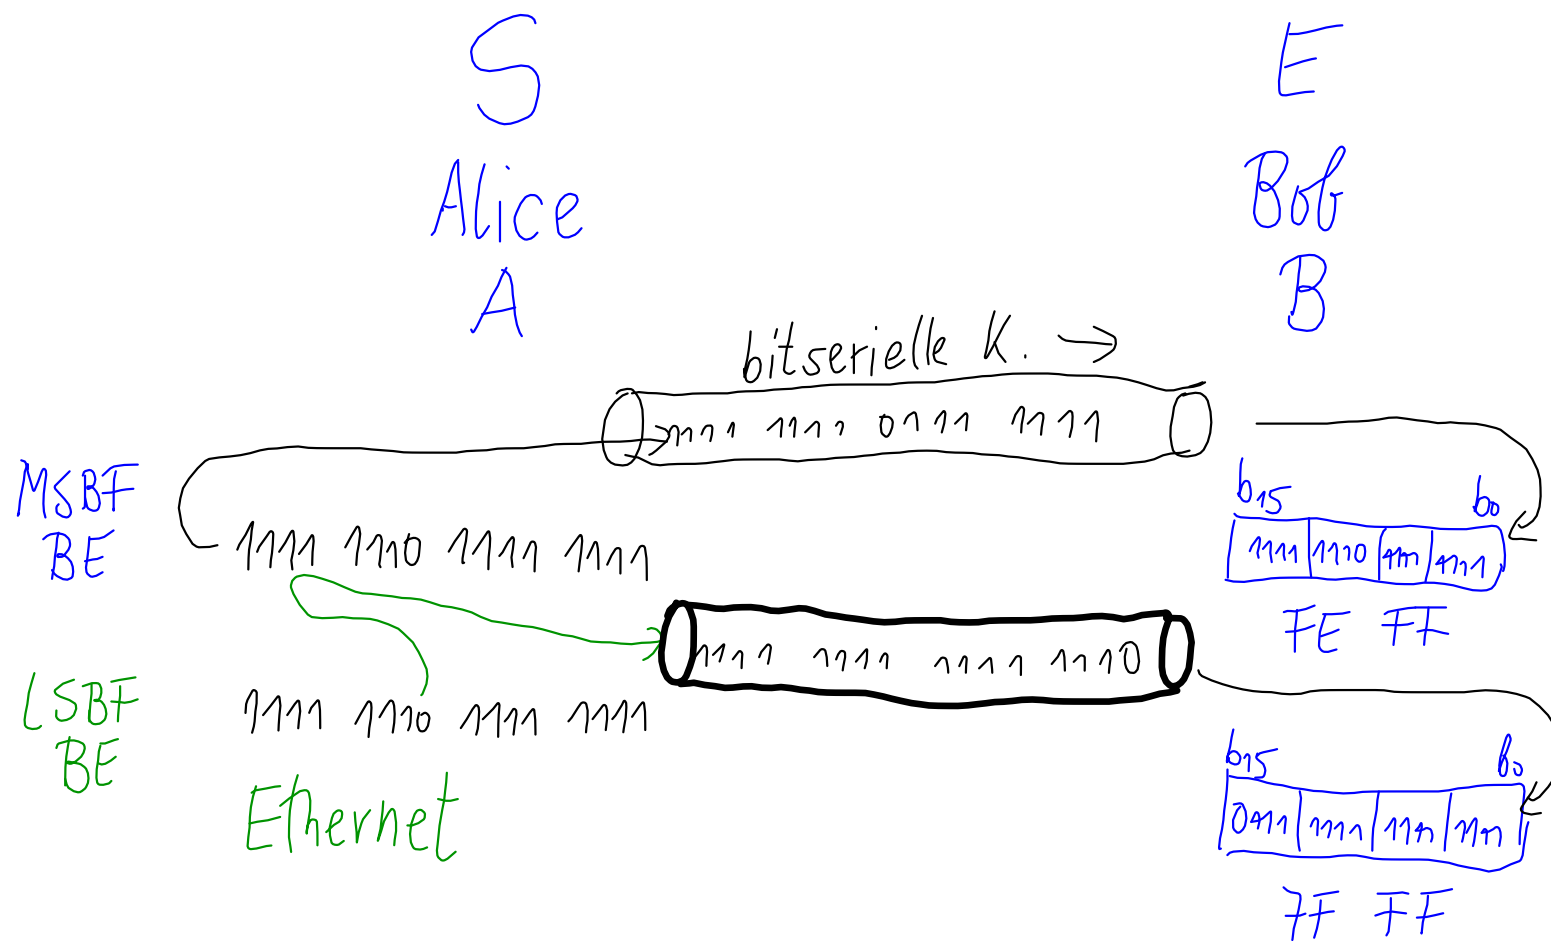 S E
Alice Bob
A B
bitserielle K. →
1111 1111 0111 1111
MSBF
BE
1111 1110 1111 1111
b15 b0
1111 1110 1111 1111
FE FF
1111 1111 1111 1110
LSBF
BE
1111 1110 1111 1111
Ethernet
b15 b0
0111 1111 1111 1111
7F FF